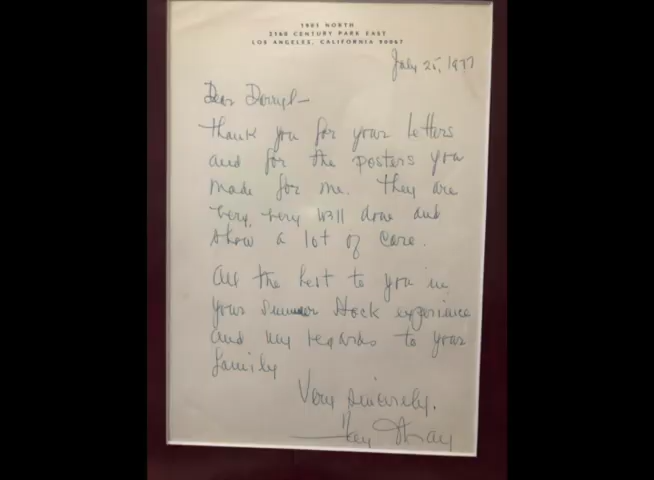 1901 NORTH
2160 CENTURY PARK EAST
LOS ANGELES, CALIFORNIA 90067
July 25, 1977
Dear Darryl-
Thank you for your letters
and for the posters you
made for me. They are
very, very well done and
show a lot of care.
All the best to you in
your summer stock experience
and my regards to your
family
Very sincerely,